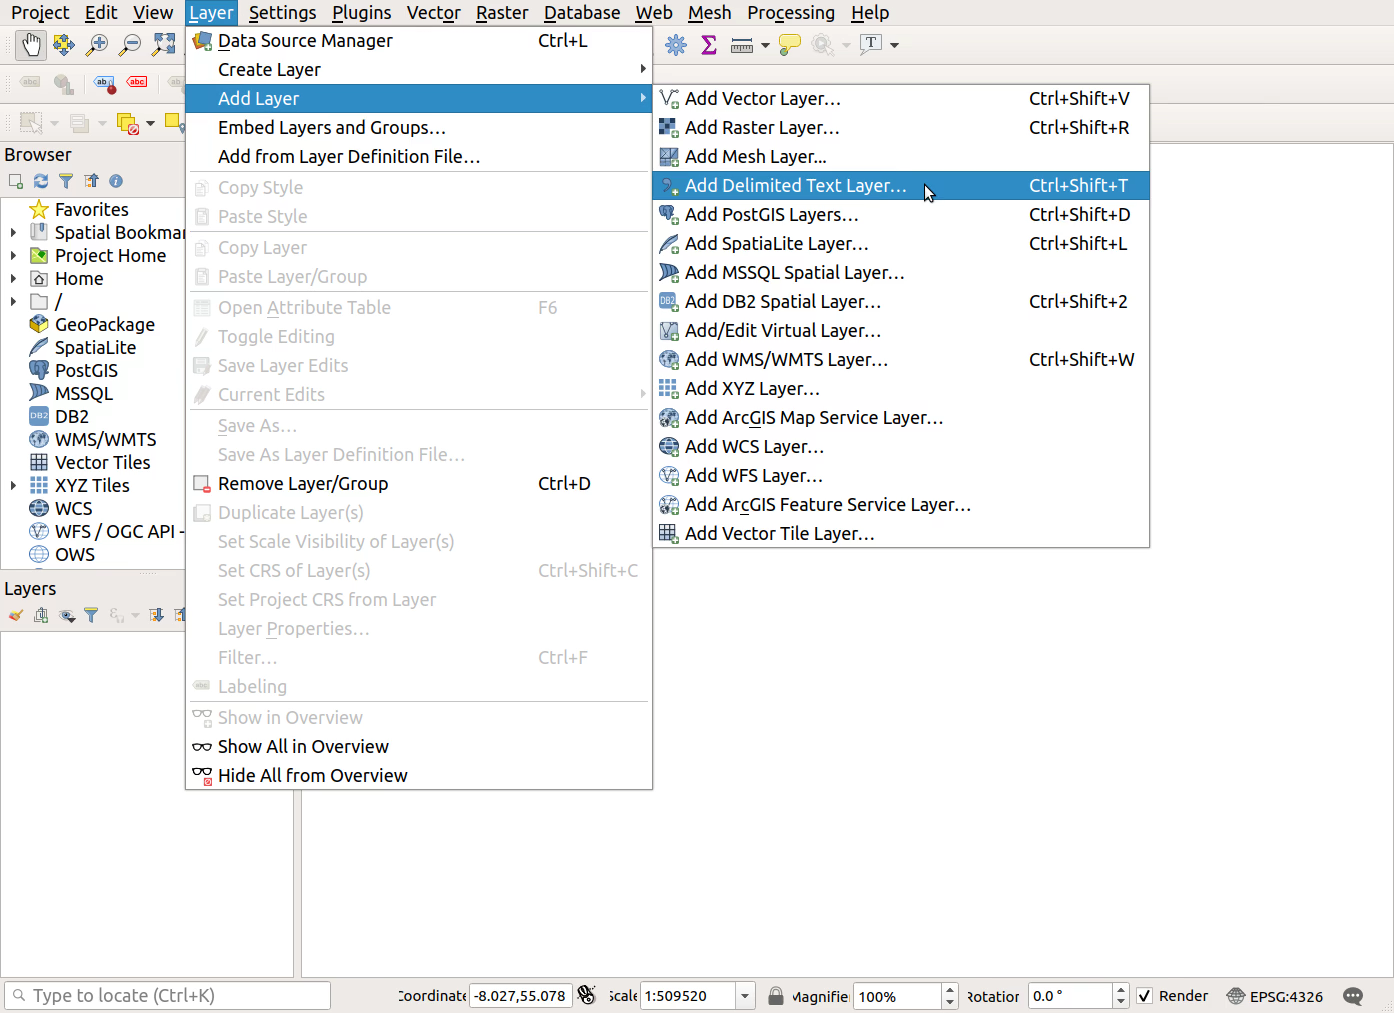 Project Edit View Layer Settings Plugins Vector Raster Database Web Mesh Processing Help
Data Source Manager Ctrl+L
Create Layer
Add Layer
Embed Layers and Groups…
Add from Layer Definition File…
Copy Style
Paste Style
Copy Layer
Paste Layer/Group
Open Attribute Table F6
Toggle Editing
Save Layer Edits
Current Edits
Save As…
Save As Layer Definition File…
Remove Layer/Group Ctrl+D
Duplicate Layer(s)
Set Scale Visibility of Layer(s)
Set CRS of Layer(s) Ctrl+Shift+C
Set Project CRS from Layer
Layer Properties…
Filter… Ctrl+F
abc Labeling
Show in Overview
Show All in Overview
Hide All from Overview
Add Vector Layer… Ctrl+Shift+V
Add Raster Layer… Ctrl+Shift+R
Add Mesh Layer...
Add Delimited Text Layer… Ctrl+Shift+T
Add PostGIS Layers… Ctrl+Shift+D
Add SpatiaLite Layer… Ctrl+Shift+L
Add MSSQL Spatial Layer…
DB2 Add DB2 Spatial Layer… Ctrl+Shift+2
Add/Edit Virtual Layer…
Add WMS/WMTS Layer… Ctrl+Shift+W
Add XYZ Layer…
Add ArcGIS Map Service Layer…
Add WCS Layer…
Add WFS Layer…
Add ArcGIS Feature Service Layer…
Add Vector Tile Layer…
abc ab abc ab
Browser
Favorites
Spatial Bookmar
Project Home
Home
/
GeoPackage
SpatiaLite
PostGIS
MSSQL
DB2 DB2
WMS/WMTS
Vector Tiles
XYZ Tiles
WCS
WFS / OGC API -
OWS
Layers
Type to locate (Ctrl+K) Coordinate -8.027,55.078 Scale 1:509520 Magnifie 100% Rotation 0.0 ° Render EPSG:4326